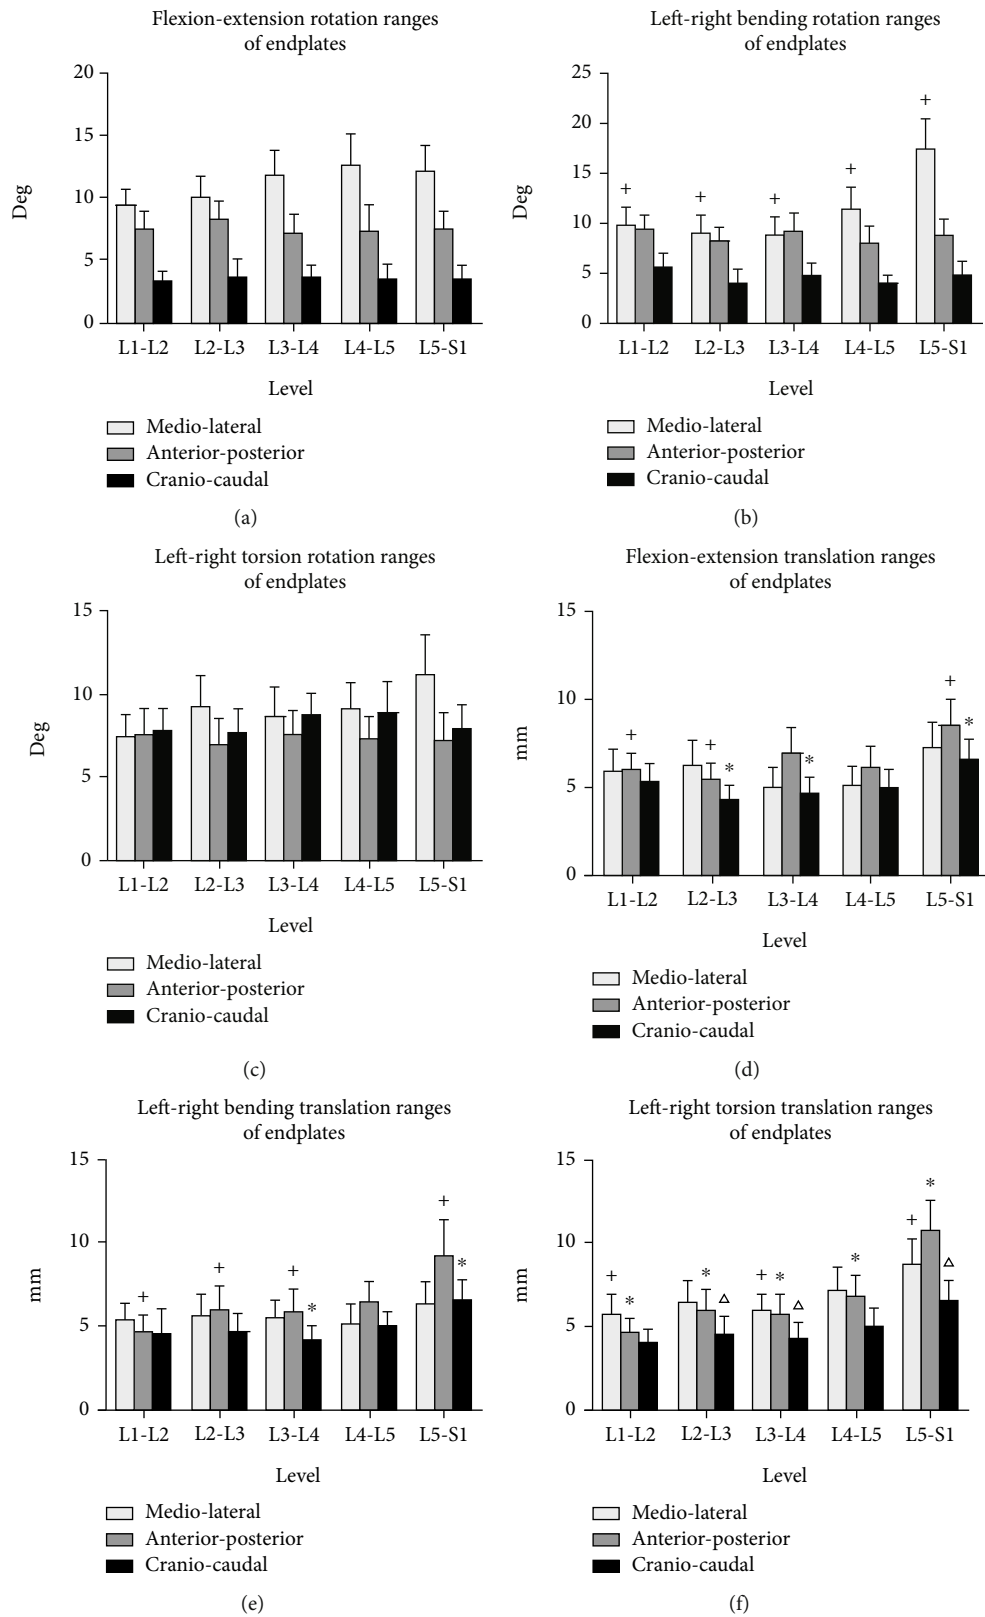 Flexion-extension rotation ranges
of endplates
20
15
10
5
0
Deg
L1-L2 L2-L3 L3-L4 L4-L5 L5-S1
Level
Medio-lateral
Anterior-posterior
Cranio-caudal
(a)
Left-right bending rotation ranges
of endplates
25
20
15
10
5
0
Deg
+ + + + +
L1-L2 L2-L3 L3-L4 L4-L5 L5-S1
Level
Medio-lateral
Anterior-posterior
Cranio-caudal
(b)
Left-right torsion rotation ranges
of endplates
15
10
5
0
Deg
L1-L2 L2-L3 L3-L4 L4-L5 L5-S1
Level
Medio-lateral
Anterior-posterior
Cranio-caudal
(c)
Flexion-extension translation ranges
of endplates
15
10
5
0
mm
+ + * * + *
L1-L2 L2-L3 L3-L4 L4-L5 L5-S1
Level
Medio-lateral
Anterior-posterior
Cranio-caudal
(d)
Left-right bending translation ranges
of endplates
15
10
5
0
mm
+ + + * + *
L1-L2 L2-L3 L3-L4 L4-L5 L5-S1
Level
Medio-lateral
Anterior-posterior
Cranio-caudal
(e)
Left-right torsion translation ranges
of endplates
15
10
5
0
mm
+ * * Δ + * Δ * + * Δ
L1-L2 L2-L3 L3-L4 L4-L5 L5-S1
Level
Medio-lateral
Anterior-posterior
Cranio-caudal
(f)